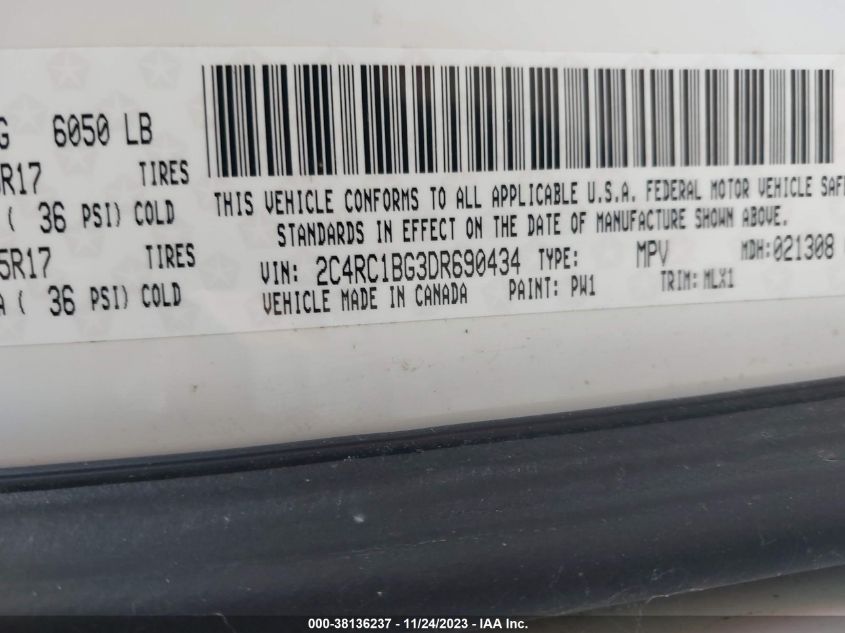 G 6050 LB
R17 TIRES
( 36 PSI) COLD
5R17 TIRES
A ( 36 PSI) COLD
THIS VEHICLE CONFORMS TO ALL APPLICABLE U.S.A. FEDERAL MOTOR VEHICLE SAF
STANDARDS IN EFFECT ON THE DATE OF MANUFACTURE SHOWN ABOVE.
VIN: 2C4RC1BG3DR690434 TYPE: MPV MDH:021308
VEHICLE MADE IN CANADA PAINT: PW1 TRIM: MLX1
000-38136237 - 11/24/2023 - IAA Inc.